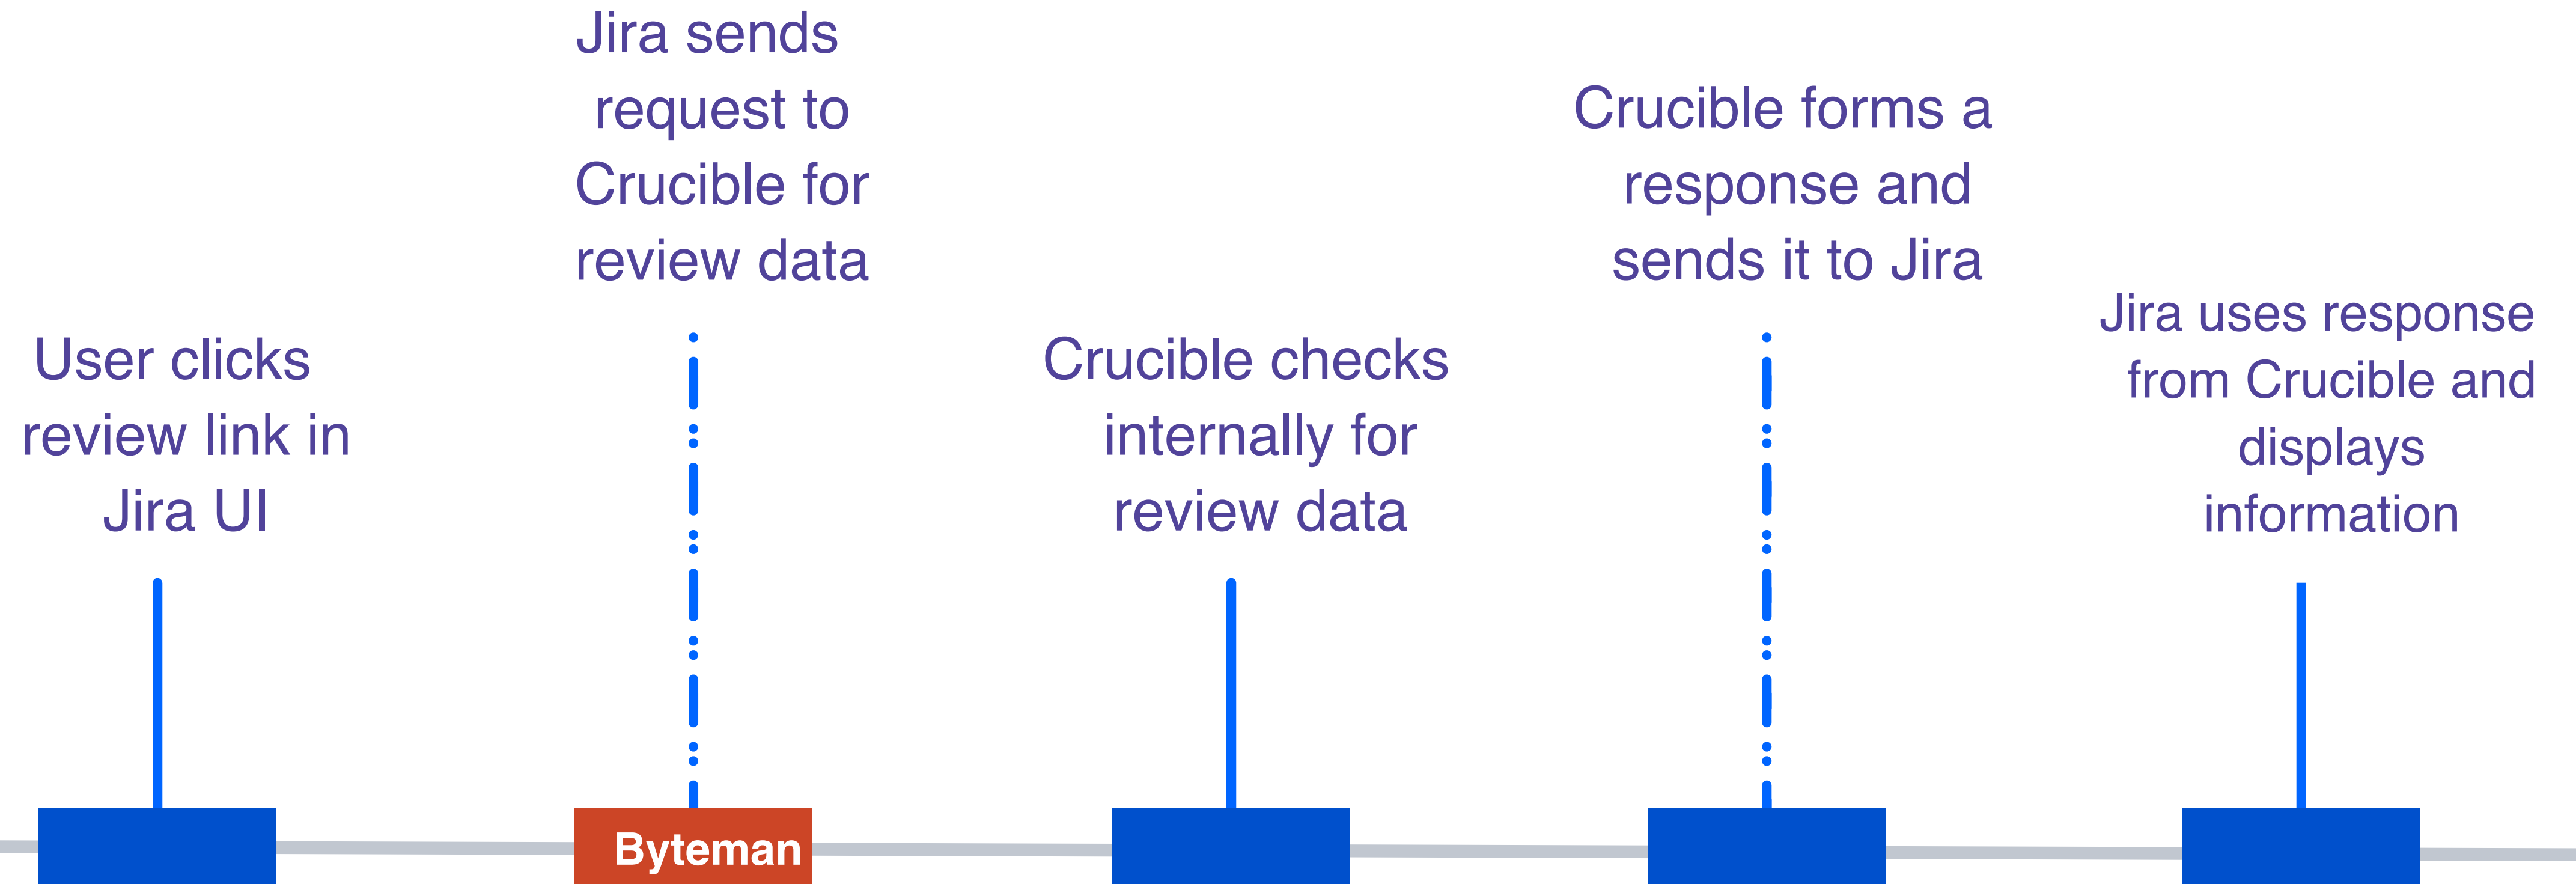 User clicks
review link in
Jira UI
Jira sends
request to
Crucible for
review data
Byteman
Crucible checks
internally for
review data
Crucible forms a
response and
sends it to Jira
Jira uses response
from Crucible and
displays
information